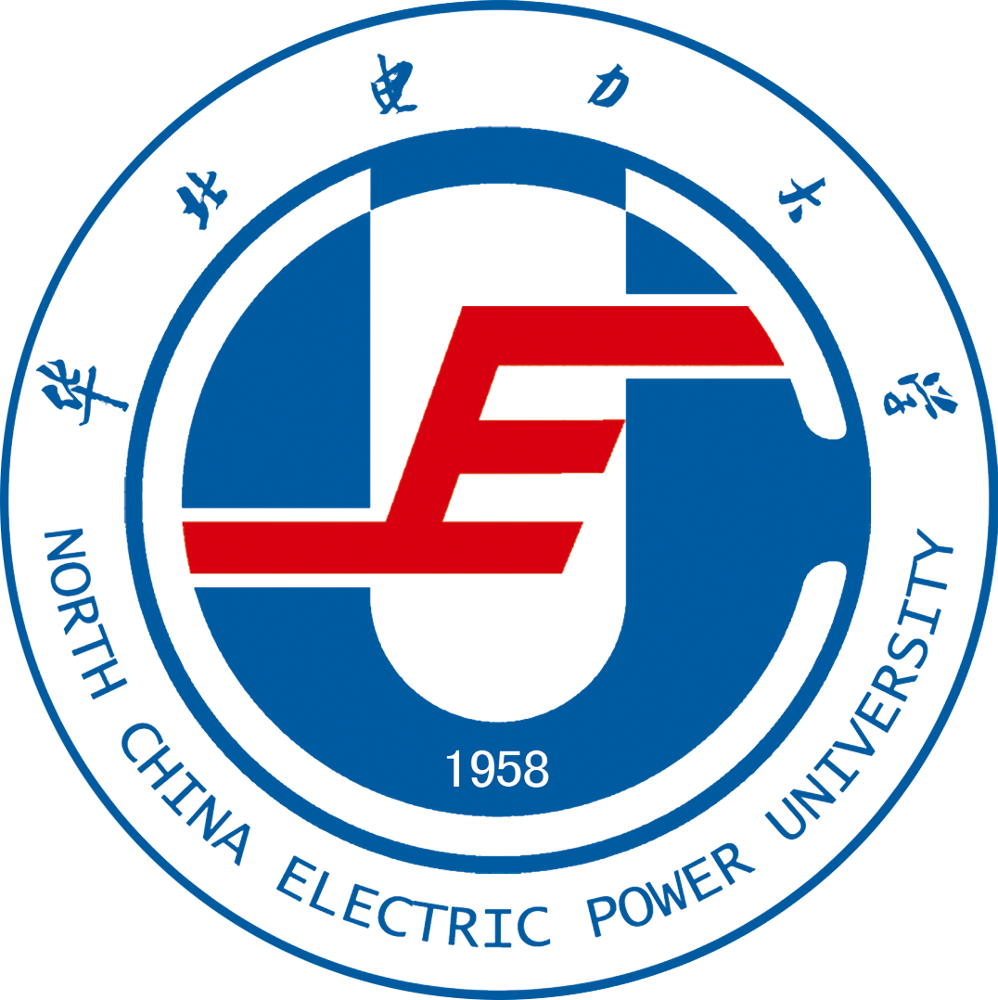 华北电力大学
1958
NORTH CHINA ELECTRIC POWER UNIVERSITY